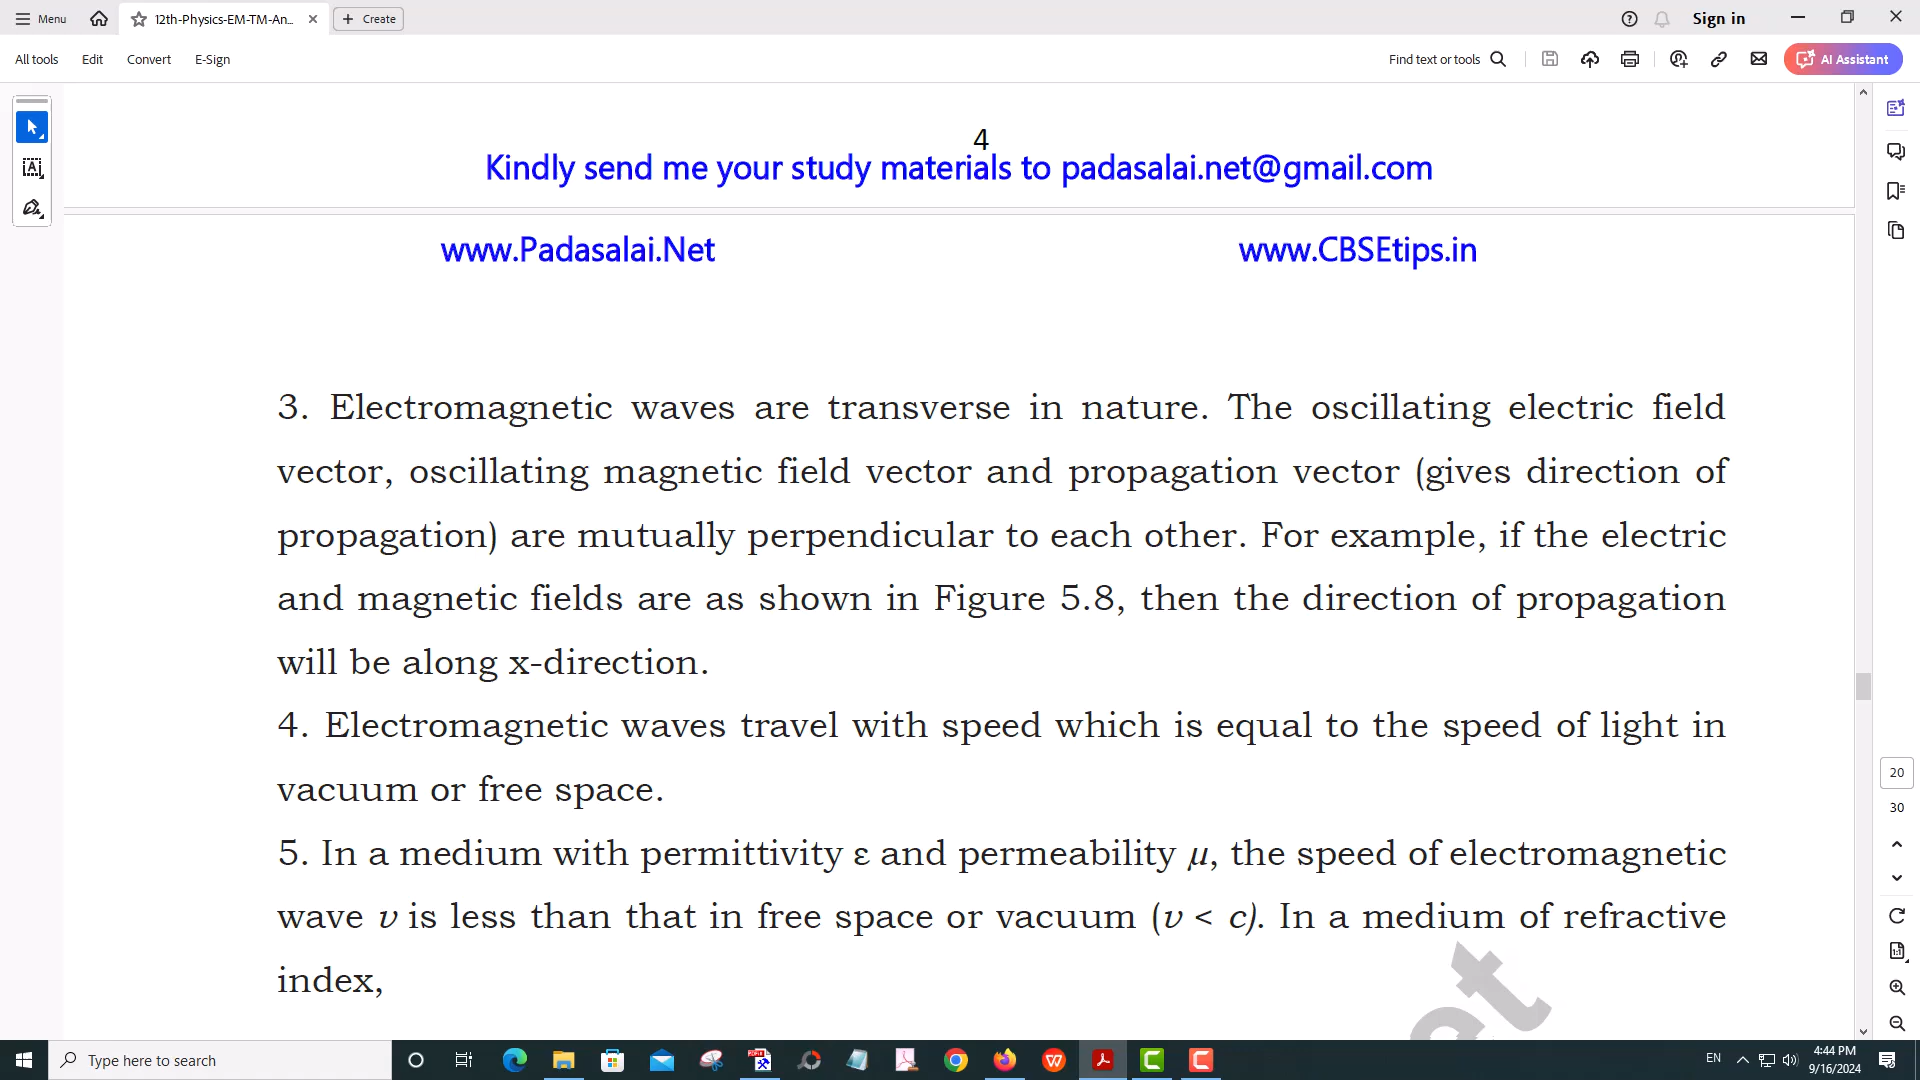 Menu
12th-Physics-EM-TM-An...
Create
Sign in
All tools
Edit
Convert
E-Sign
Find text or tools
AI Assistant
4
Kindly send me your study materials to padasalai.net@gmail.com
www.Padasalai.Net
www.CBSEtips.in
3. Electromagnetic waves are transverse in nature. The oscillating electric field
vector, oscillating magnetic field vector and propagation vector (gives direction of
propagation) are mutually perpendicular to each other. For example, if the electric
and magnetic fields are as shown in Figure 5.8, then the direction of propagation
will be along x-direction.
4. Electromagnetic waves travel with speed which is equal to the speed of light in
vacuum or free space.
5. In a medium with permittivity ε and permeability μ, the speed of electromagnetic
wave v is less than that in free space or vacuum (v < c). In a medium of refractive
index,
et
20
30
Type here to search
EN
4:44 PM
9/16/2024